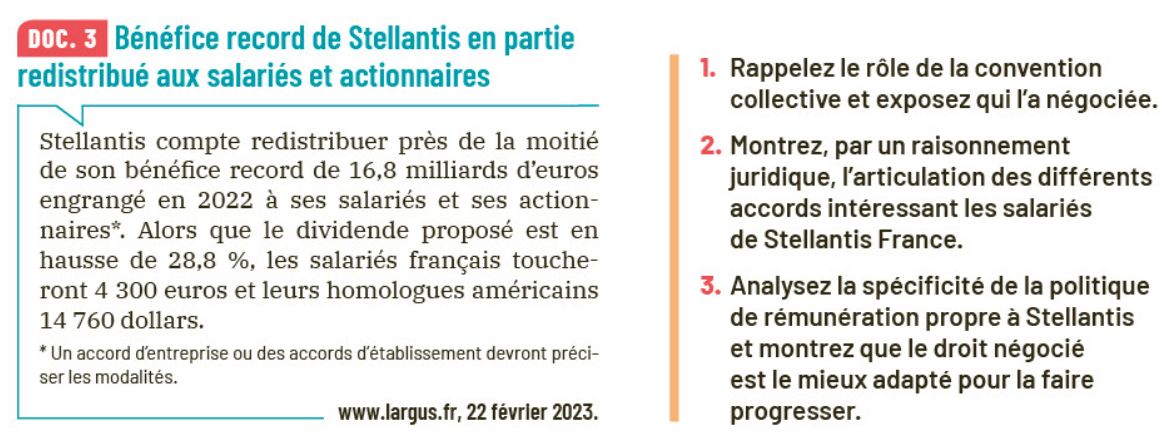 DOC. 3 Bénéfice record de Stellantis en partie
redistribué aux salariés et actionnaires
Stellantis compte redistribuer près de la moitié
de son bénéfice record de 16,8 milliards d'euros
engrangé en 2022 à ses salariés et ses action-
naires*. Alors que le dividende proposé est en
hausse de 28,8 %, les salariés français touche-
ront 4 300 euros et leurs homologues américains
14 760 dollars.
* Un accord d'entreprise ou des accords d'établissement devront préci-
ser les modalités.
www.largus.fr, 22 février 2023.
1. Rappelez le rôle de la convention
collective et exposez qui l'a négociée.
2. Montrez, par un raisonnement
juridique, l'articulation des différents
accords intéressant les salariés
de Stellantis France.
3. Analysez la spécificité de la politique
de rémunération propre à Stellantis
et montrez que le droit négocié
est le mieux adapté pour la faire
progresser.